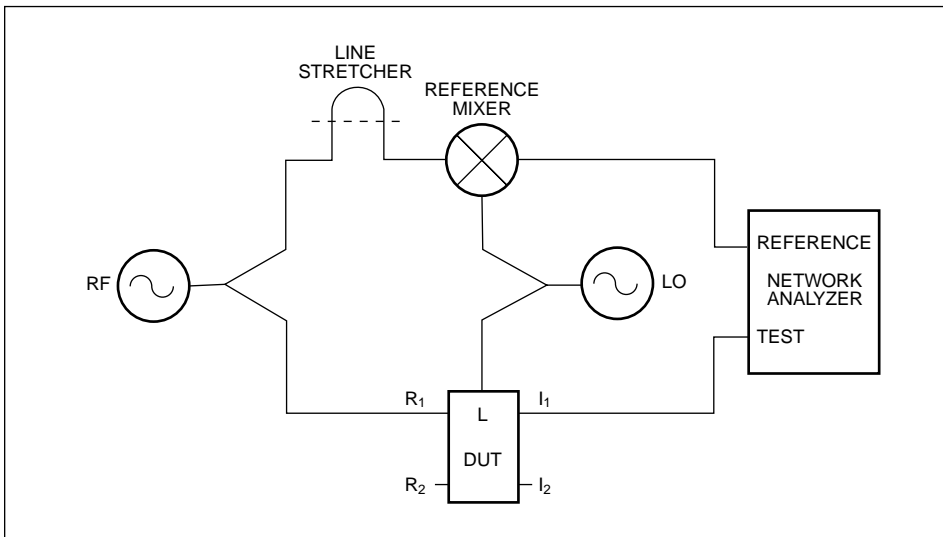 LINE
STRETCHER
REFERENCE
MIXER
RF
LO
REFERENCE
NETWORK
ANALYZER
TEST
R1
L
I1
DUT
R2
I2